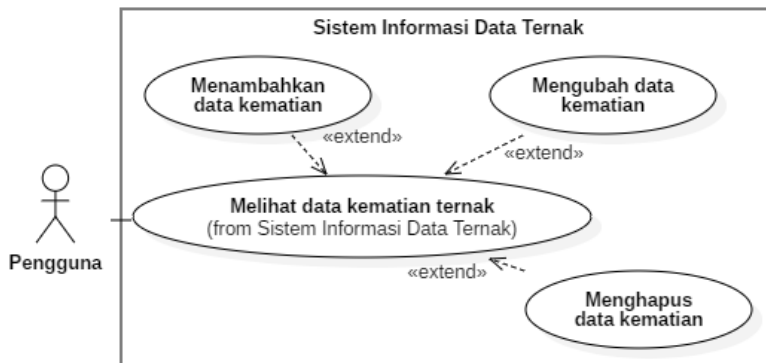 Sistem Informasi Data Ternak
Menambahkan
data kematian
Mengubah data
kematian
«extend»
«extend»
Melihat data kematian ternak
(from Sistem Informasi Data Ternak)
Pengguna
«extend»
Menghapus
data kematian